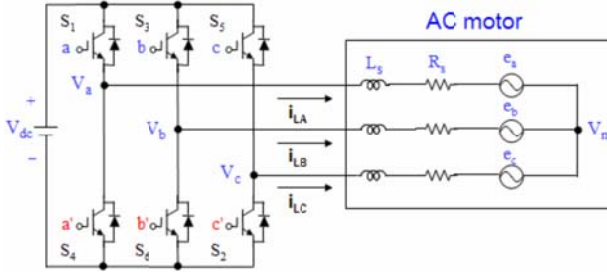 AC motor
S1 S3 S5
a b c
Ls Rs ea
Va
+
iLA
eb
Vdc Vb Vn
−
iLB
ec
Vc
iLC
a' b' c'
S4 S6 S2